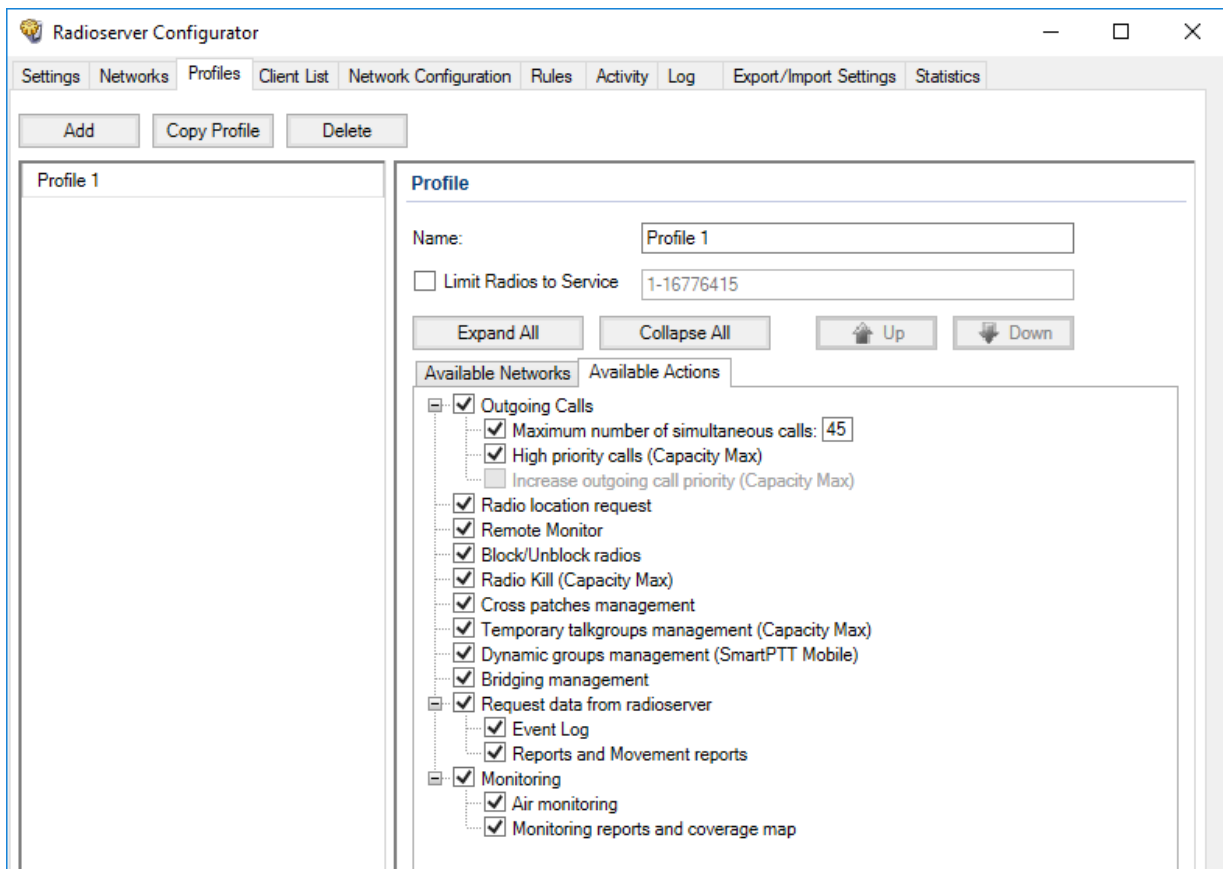 Radioserver Configurator
Settings Networks Profiles Client List Network Configuration Rules Activity Log Export/Import Settings Statistics
Add Copy Profile Delete
Profile 1
Profile
Name: Profile 1
Limit Radios to Service 1-16776415
Expand All Collapse All Up Down
Available Networks Available Actions
Outgoing Calls
Maximum number of simultaneous calls: 45
High priority calls (Capacity Max)
Increase outgoing call priority (Capacity Max)
Radio location request
Remote Monitor
Block/Unblock radios
Radio Kill (Capacity Max)
Cross patches management
Temporary talkgroups management (Capacity Max)
Dynamic groups management (SmartPTT Mobile)
Bridging management
Request data from radioserver
Event Log
Reports and Movement reports
Monitoring
Air monitoring
Monitoring reports and coverage map